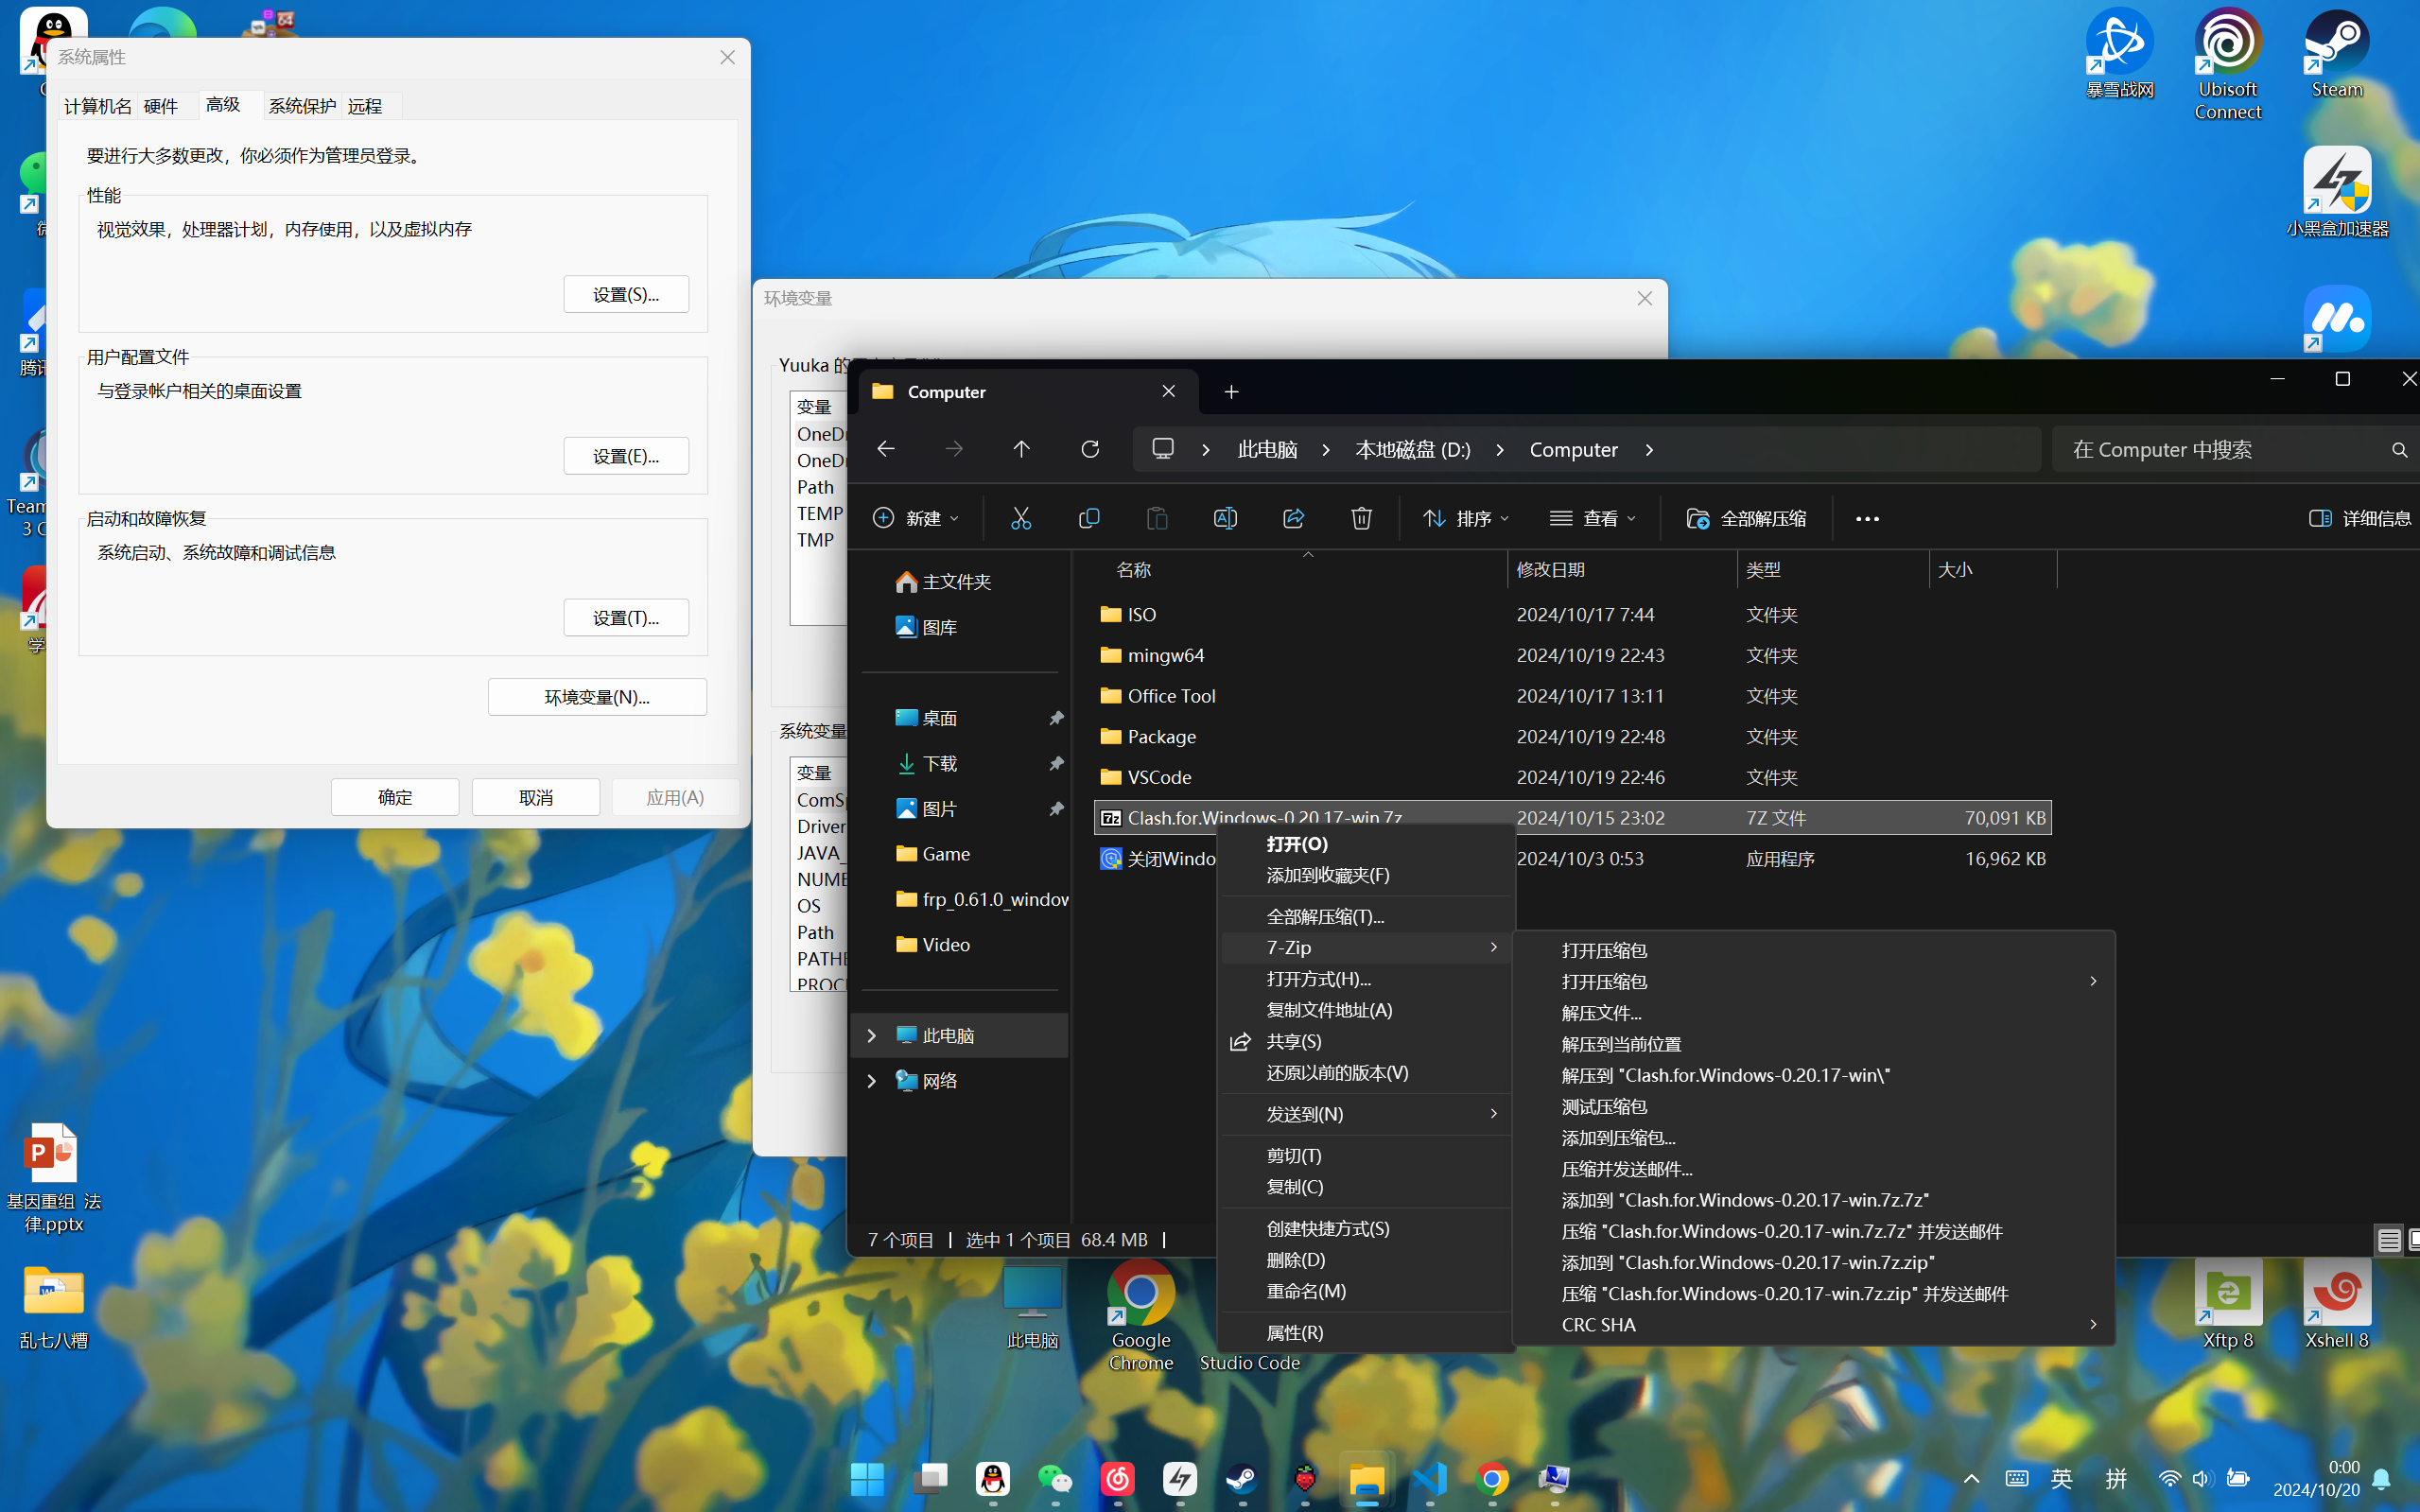 系统属性
计算机名
硬件
高级
系统保护
远程
要进行大多数更改，你必须作为管理员登录。
性能
视觉效果，处理器计划，内存使用，以及虚拟内存
设置(S)...
用户配置文件
与登录帐户相关的桌面设置
设置(E)...
启动和故障恢复
系统启动、系统故障和调试信息
设置(T)...
环境变量(N)...
确定
取消
应用(A)
环境变量
Yuuka 的
变量
Path
TEMP
TMP
系统变量
变量
OS
Path
Computer
此电脑
本地磁盘 (D:)
Computer
在 Computer 中搜索
新建
排序
查看
全部解压缩
详细信息
主文件夹
图库
桌面
下载
图片
Game
frp_0.61.0_window
Video
此电脑
网络
名称
修改日期
类型
大小
ISO 2024/10/17 7:44 文件夹
mingw64 2024/10/19 22:43 文件夹
Office Tool 2024/10/17 13:11 文件夹
Package 2024/10/19 22:48 文件夹
VSCode 2024/10/19 22:46 文件夹
Clash.for.Windows-0.20.17-win.7z 2024/10/15 23:02 7Z 文件 70,091 KB
关闭Windo 2024/10/3 0:53 应用程序 16,962 KB
7 个项目
选中 1 个项目 68.4 MB
打开(O)
添加到收藏夹(F)
全部解压缩(T)...
7-Zip
打开方式(H)...
复制文件地址(A)
共享(S)
还原以前的版本(V)
发送到(N)
剪切(T)
复制(C)
创建快捷方式(S)
删除(D)
重命名(M)
属性(R)
打开压缩包
打开压缩包
解压文件...
解压到当前位置
解压到 "Clash.for.Windows-0.20.17-win\"
测试压缩包
添加到压缩包...
压缩并发送邮件...
添加到 "Clash.for.Windows-0.20.17-win.7z.7z"
压缩 "Clash.for.Windows-0.20.17-win.7z.7z" 并发送邮件
添加到 "Clash.for.Windows-0.20.17-win.7z.zip"
压缩 "Clash.for.Windows-0.20.17-win.7z.zip" 并发送邮件
CRC SHA
暴雪战网
Ubisoft
Connect
Steam
小黑盒加速器
基因重组 法
律.pptx
乱七八糟
此电脑
Google
Chrome
Studio Code
Xftp 8
Xshell 8
英
拼
0:00
2024/10/20